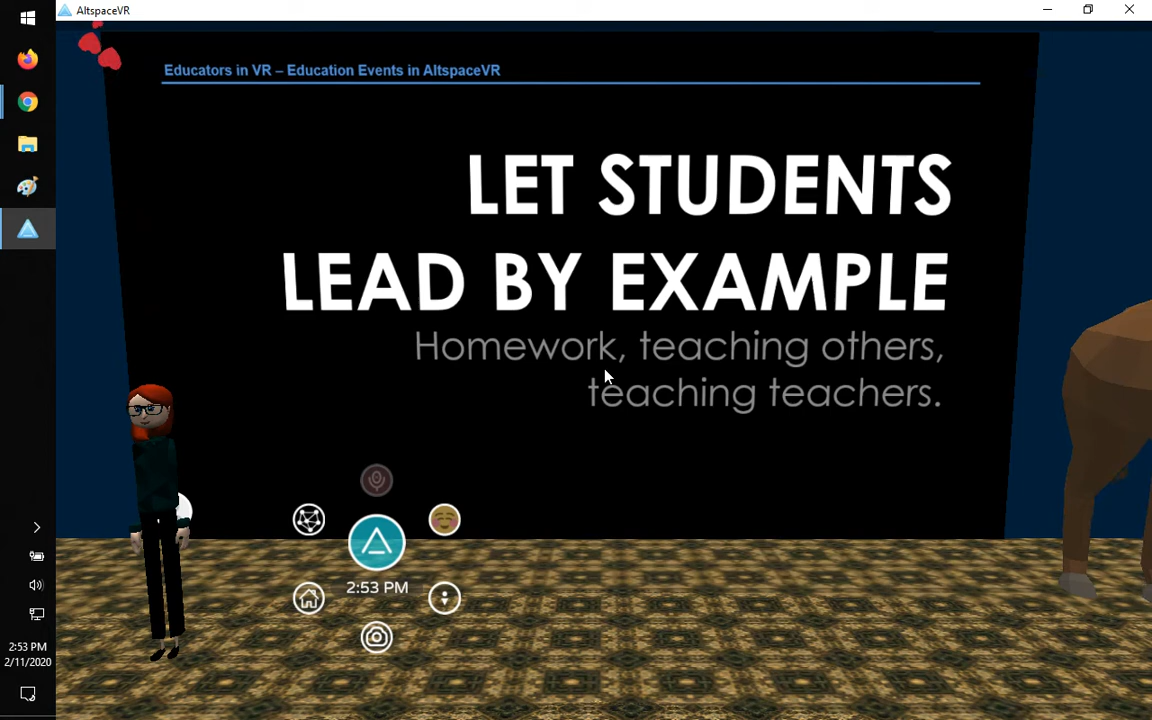 AltspaceVR
Educators in VR – Education Events in AltspaceVR
LET STUDENTS
LEAD BY EXAMPLE
Homework, teaching others,
teaching teachers.
2:53 PM
2:53 PM
2/11/2020